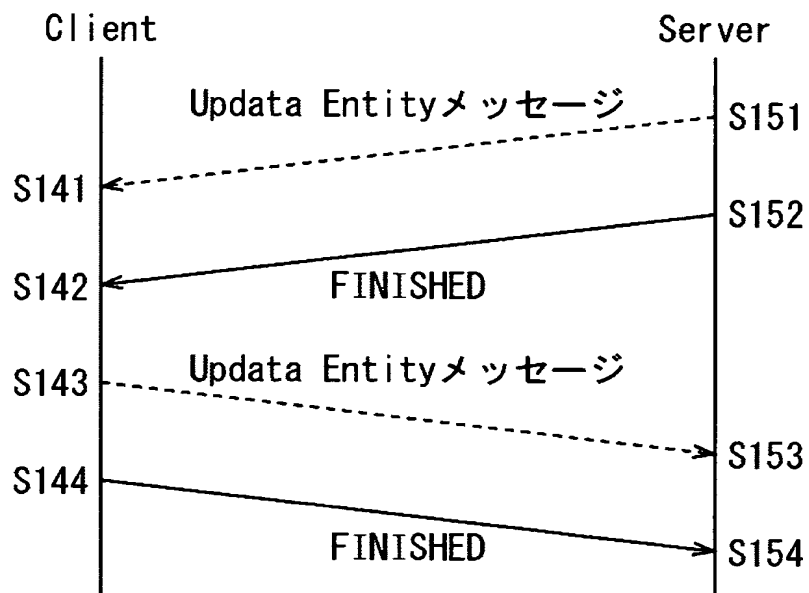 Client
Server
Updata Entityメッセージ
S151
S141
S152
S142
FINISHED
S143
Updata Entityメッセージ
S153
S144
FINISHED
S154